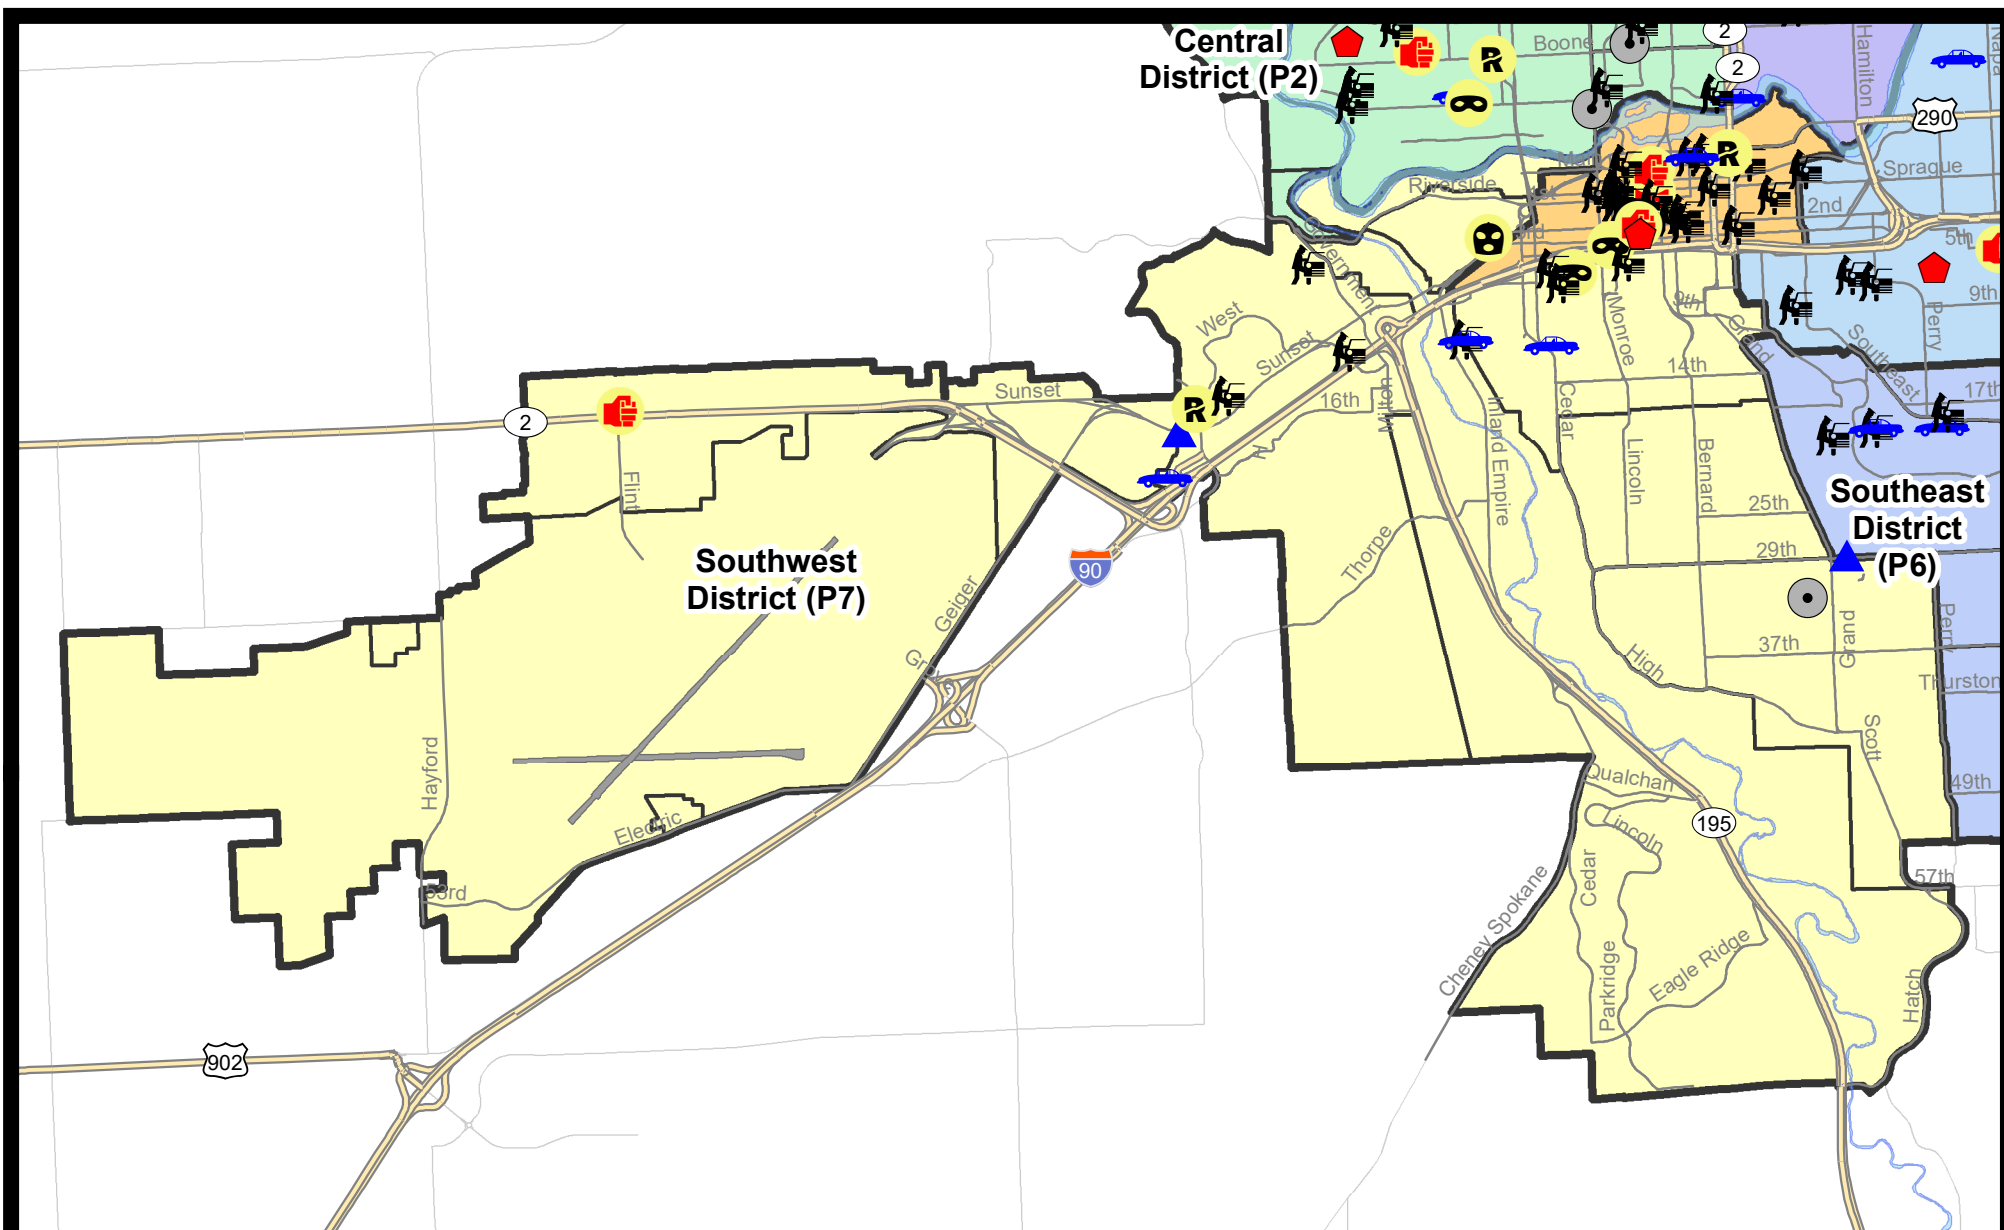 Central
District (P2)
Boone
2
2
Hamilton
290
Sprague
Riverside
1st
2nd
5th
9th
West
Sunset
Monroe
9th
Grand
Southeast
Perry
14th
17th
Sunset
16th
2
Flint
Inland Empire
Cedar
Lincoln
Bernard
25th
Southeast
District
(P6)
29th
Southwest
District (P7)
90
Thorpe
Geiger
Grove
High
37th
Grand
Perry
Thurston
Hayford
Scott
Electric
Qualchan
49th
195
Lincoln
Cedar
53rd
57th
Cheney Spokane
Parkridge
Eagle Ridge
Hatch
902